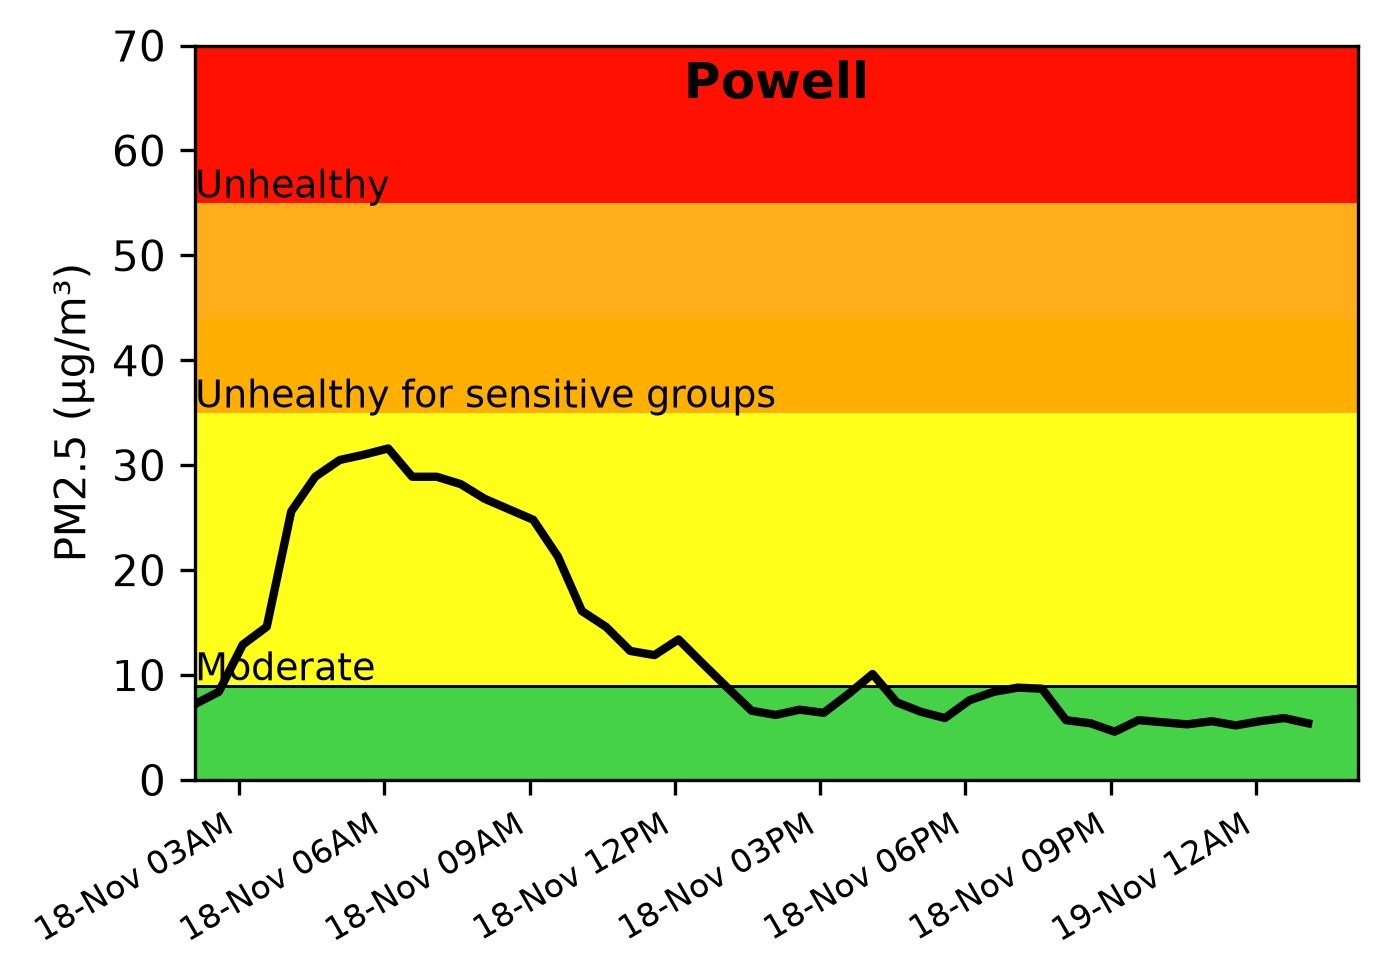 Powell
70
60
50
40
30
20
10
0
PM2.5 (µg/m³)
Unhealthy
Unhealthy for sensitive groups
Moderate
18-Nov 03AM
18-Nov 06AM
18-Nov 09AM
18-Nov 12PM
18-Nov 03PM
18-Nov 06PM
18-Nov 09PM
19-Nov 12AM